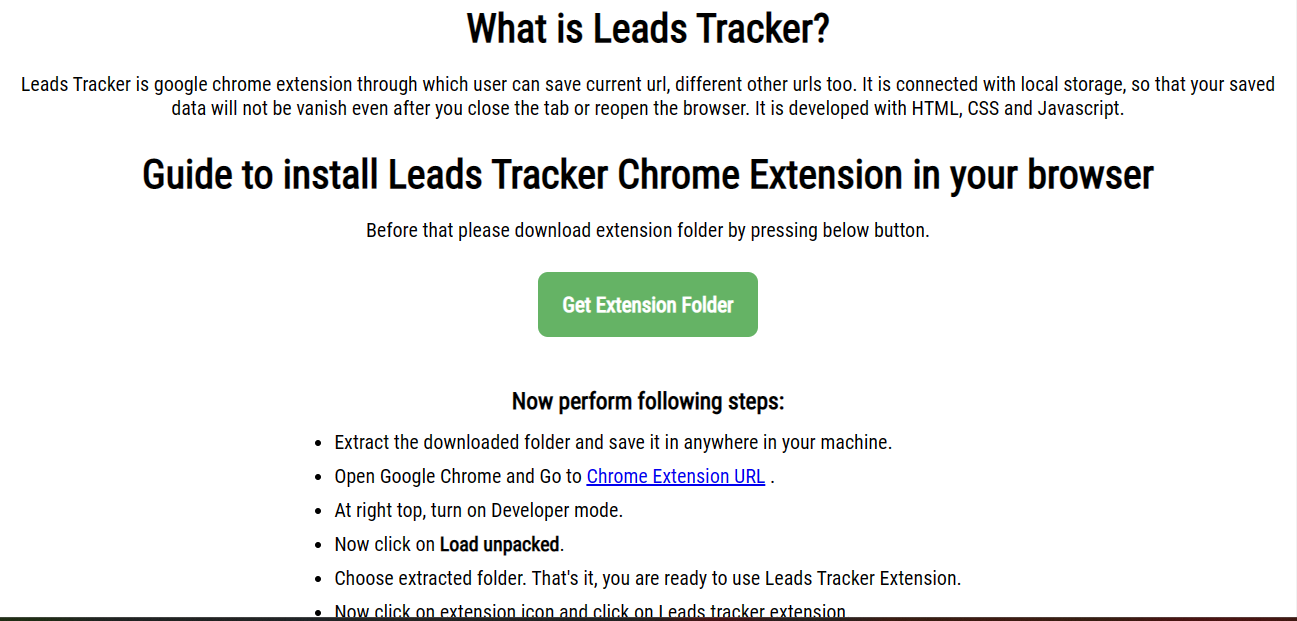 What is Leads Tracker?
Leads Tracker is google chrome extension through which user can save current url, different other urls too. It is connected with local storage, so that your saved
data will not be vanish even after you close the tab or reopen the browser. It is developed with HTML, CSS and Javascript.
Guide to install Leads Tracker Chrome Extension in your browser
Before that please download extension folder by pressing below button.
Get Extension Folder
Now perform following steps:
• Extract the downloaded folder and save it in anywhere in your machine.
• Open Google Chrome and Go to Chrome Extension URL .
• At right top, turn on Developer mode.
• Now click on Load unpacked.
• Choose extracted folder. That's it, you are ready to use Leads Tracker Extension.
• Now click on extension icon and click on Leads tracker extension